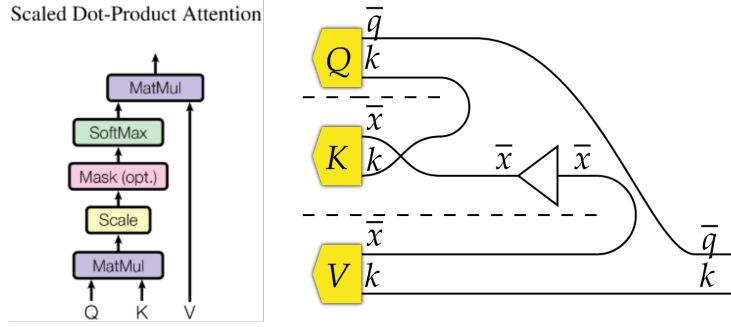 Scaled Dot-Product Attention
MatMul
SoftMax
Mask (opt.)
Scale
MatMul
Q K V
q̅
Q k
x̅
K k
x̅ x̅
x̅
V k
q̅
k